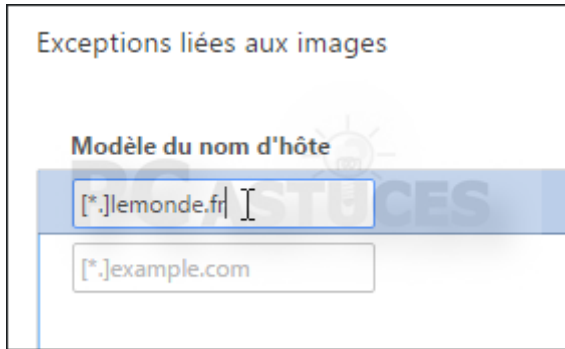 Exceptions liées aux images
Modèle du nom d'hôte
PC ASTUCES
[*.]lemonde.fr
[*.]example.com